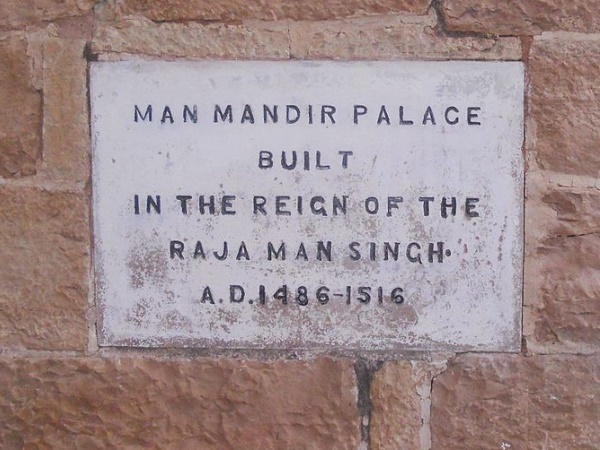 MAN MANDIR PALACE
BUILT
IN THE REIGN OF THE
RAJA MAN SINGH.
A.D.1486-1516